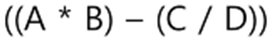 ((A * B) – (C / D))